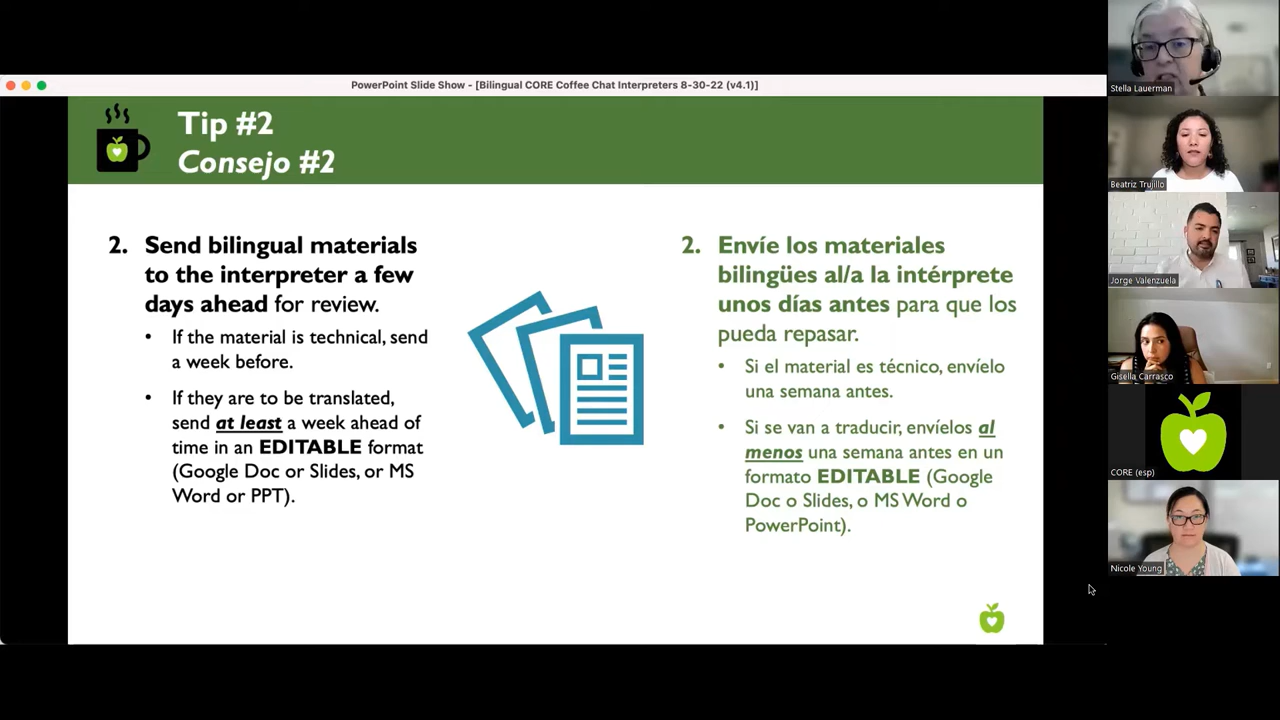 PowerPoint Slide Show - [Bilingual CORE Coffee Chat Interpreters 8-30-22 (v4.1)]
Tip #2
Consejo #2
2. Send bilingual materials
to the interpreter a few
days ahead for review.
• If the material is technical, send
a week before.
• If they are to be translated,
send at least a week ahead of
time in an EDITABLE format
(Google Doc or Slides, or MS
Word or PPT).
2. Envíe los materiales
bilingües al/a la intérprete
unos días antes para que los
pueda repasar.
• Si el material es técnico, envíelo
una semana antes.
• Si se van a traducir, envíelos al
menos una semana antes en un
formato EDITABLE (Google
Doc o Slides, o MS Word o
PowerPoint).
Stella Lauerman
Beatriz Trujillo
Jorge Valenzuela
Gisella Carrasco
CORE (esp)
Nicole Young